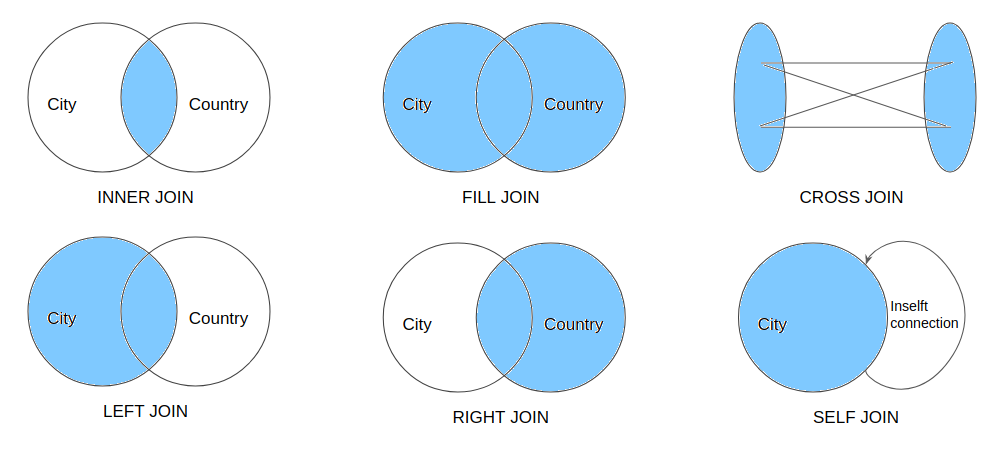 City
Country
INNER JOIN
City
Country
FILL JOIN
CROSS JOIN
City
Country
LEFT JOIN
City
Country
RIGHT JOIN
City
Inselft
connection
SELF JOIN